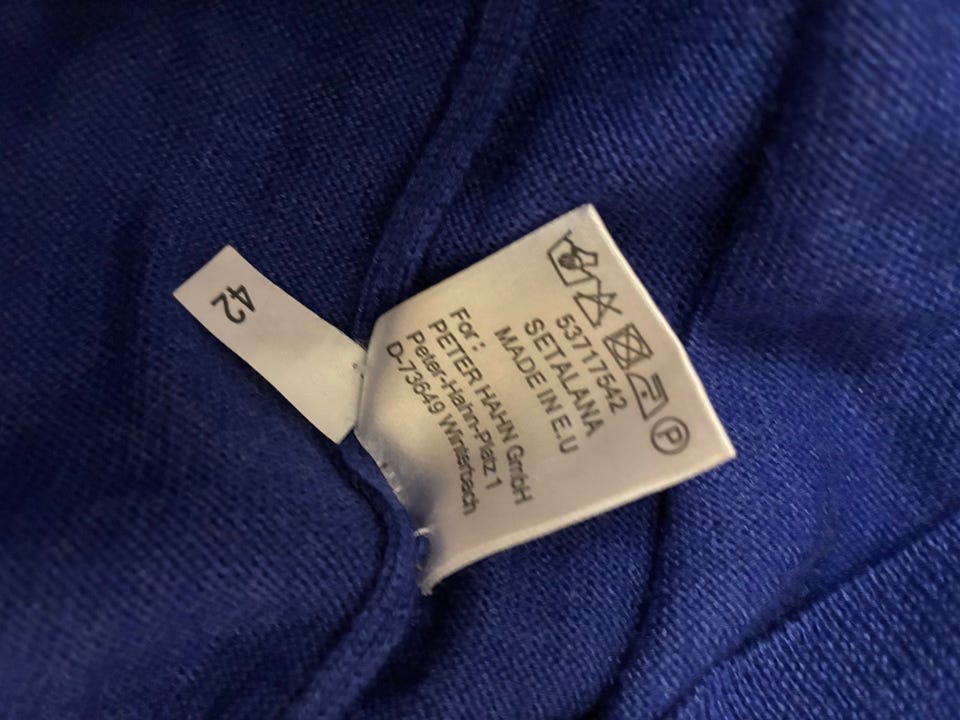 42
53717542
SETALANA
MADE IN E.U
For:
PETER HAHN GmbH
Peter-Hahn-Platz 1
D-73649 Winterbach
P